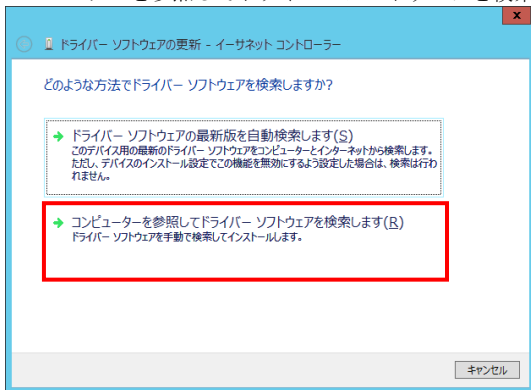 ドライバー ソフトウェアの更新 - イーサネット コントローラー
どのような方法でドライバー ソフトウェアを検索しますか?
ドライバー ソフトウェアの最新版を自動検索します(S)
このデバイス用の最新のドライバー ソフトウェアをコンピューターとインターネットから検索します。
ただし、デバイスのインストール設定でこの機能を無効にするよう設定した場合は、検索は行わ
れません。
コンピューターを参照してドライバー ソフトウェアを検索します(R)
ドライバー ソフトウェアを手動で検索してインストールします。
キャンセル